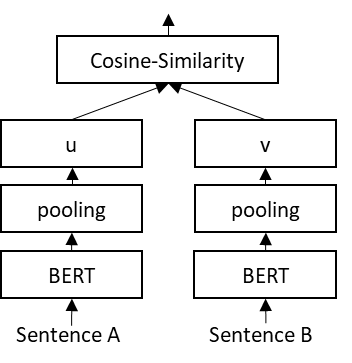 Cosine-Similarity
u
v
pooling
pooling
BERT
BERT
Sentence A
Sentence B